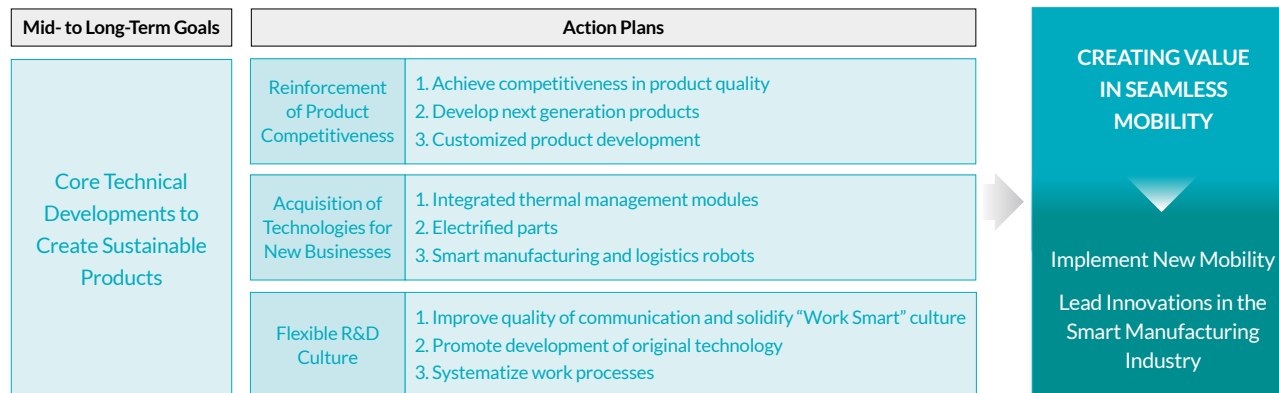 Mid- to Long-Term Goals
Action Plans
Core Technical
Developments to
Create Sustainable
Products
Reinforcement
of Product
Competitiveness
1. Achieve competitiveness in product quality
2. Develop next generation products
3. Customized product development
Acquisition of
Technologies for
New Businesses
1. Integrated thermal management modules
2. Electrified parts
3. Smart manufacturing and logistics robots
Flexible R&D
Culture
1. Improve quality of communication and solidify “Work Smart” culture
2. Promote development of original technology
3. Systematize work processes
CREATING VALUE
IN SEAMLESS
MOBILITY
Implement New Mobility
Lead Innovations in the
Smart Manufacturing
Industry